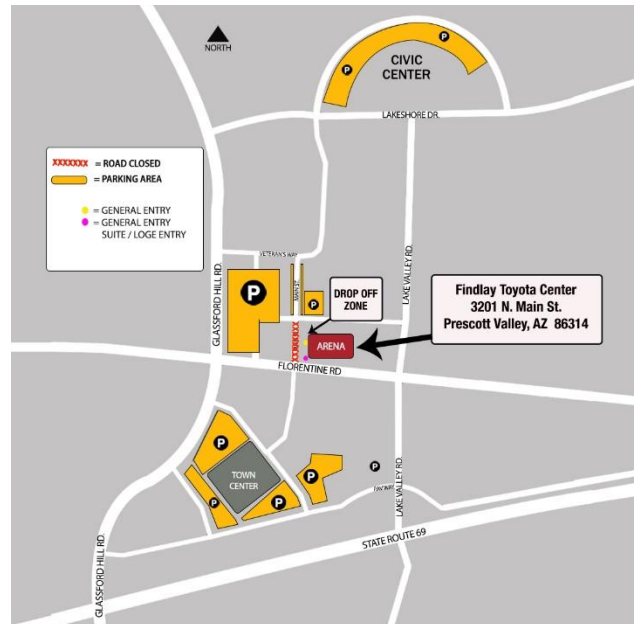 NORTH
CIVIC
CENTER
P
P
LAKESHORE DR.
XXXXXXX = ROAD CLOSED
= PARKING AREA
= GENERAL ENTRY
= GENERAL ENTRY
SUITE / LOGE ENTRY
GLASSFORD HILL RD.
VETERAN'S WAY
MAIN ST.
LAKE VALLEY RD.
P
P
DROP OFF
ZONE
Findlay Toyota Center
3201 N. Main St.
Prescott Valley, AZ 86314
XXXXXXX
ARENA
FLORENTINE RD
P
TOWN
CENTER
P
P
P
P
LAKE VALLEY RD.
GLASSFORD HILL RD.
STATE ROUTE 69